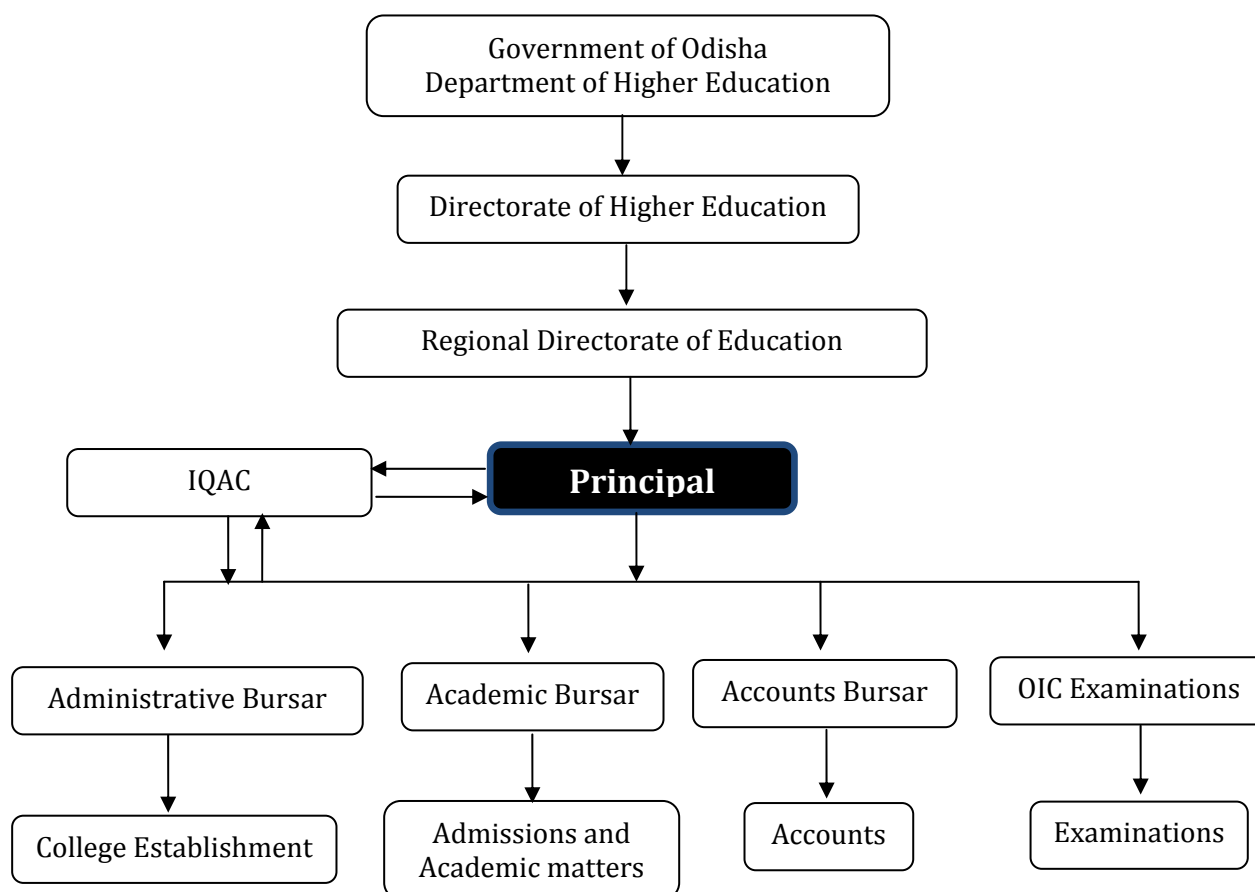 Government of Odisha
Department of Higher Education
Directorate of Higher Education
Regional Directorate of Education
IQAC
Principal
Administrative Bursar
Academic Bursar
Accounts Bursar
OIC Examinations
College Establishment
Admissions and
Academic matters
Accounts
Examinations